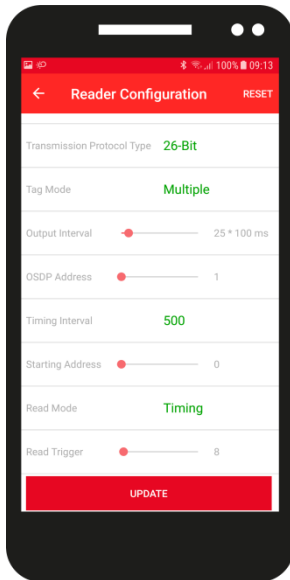 100% 09:13
Reader Configuration RESET
Transmission Protocol Type 26-Bit
Tag Mode Multiple
Output Interval 25 * 100 ms
OSDP Address 1
Timing Interval 500
Starting Address 0
Read Mode Timing
Read Trigger 8
UPDATE